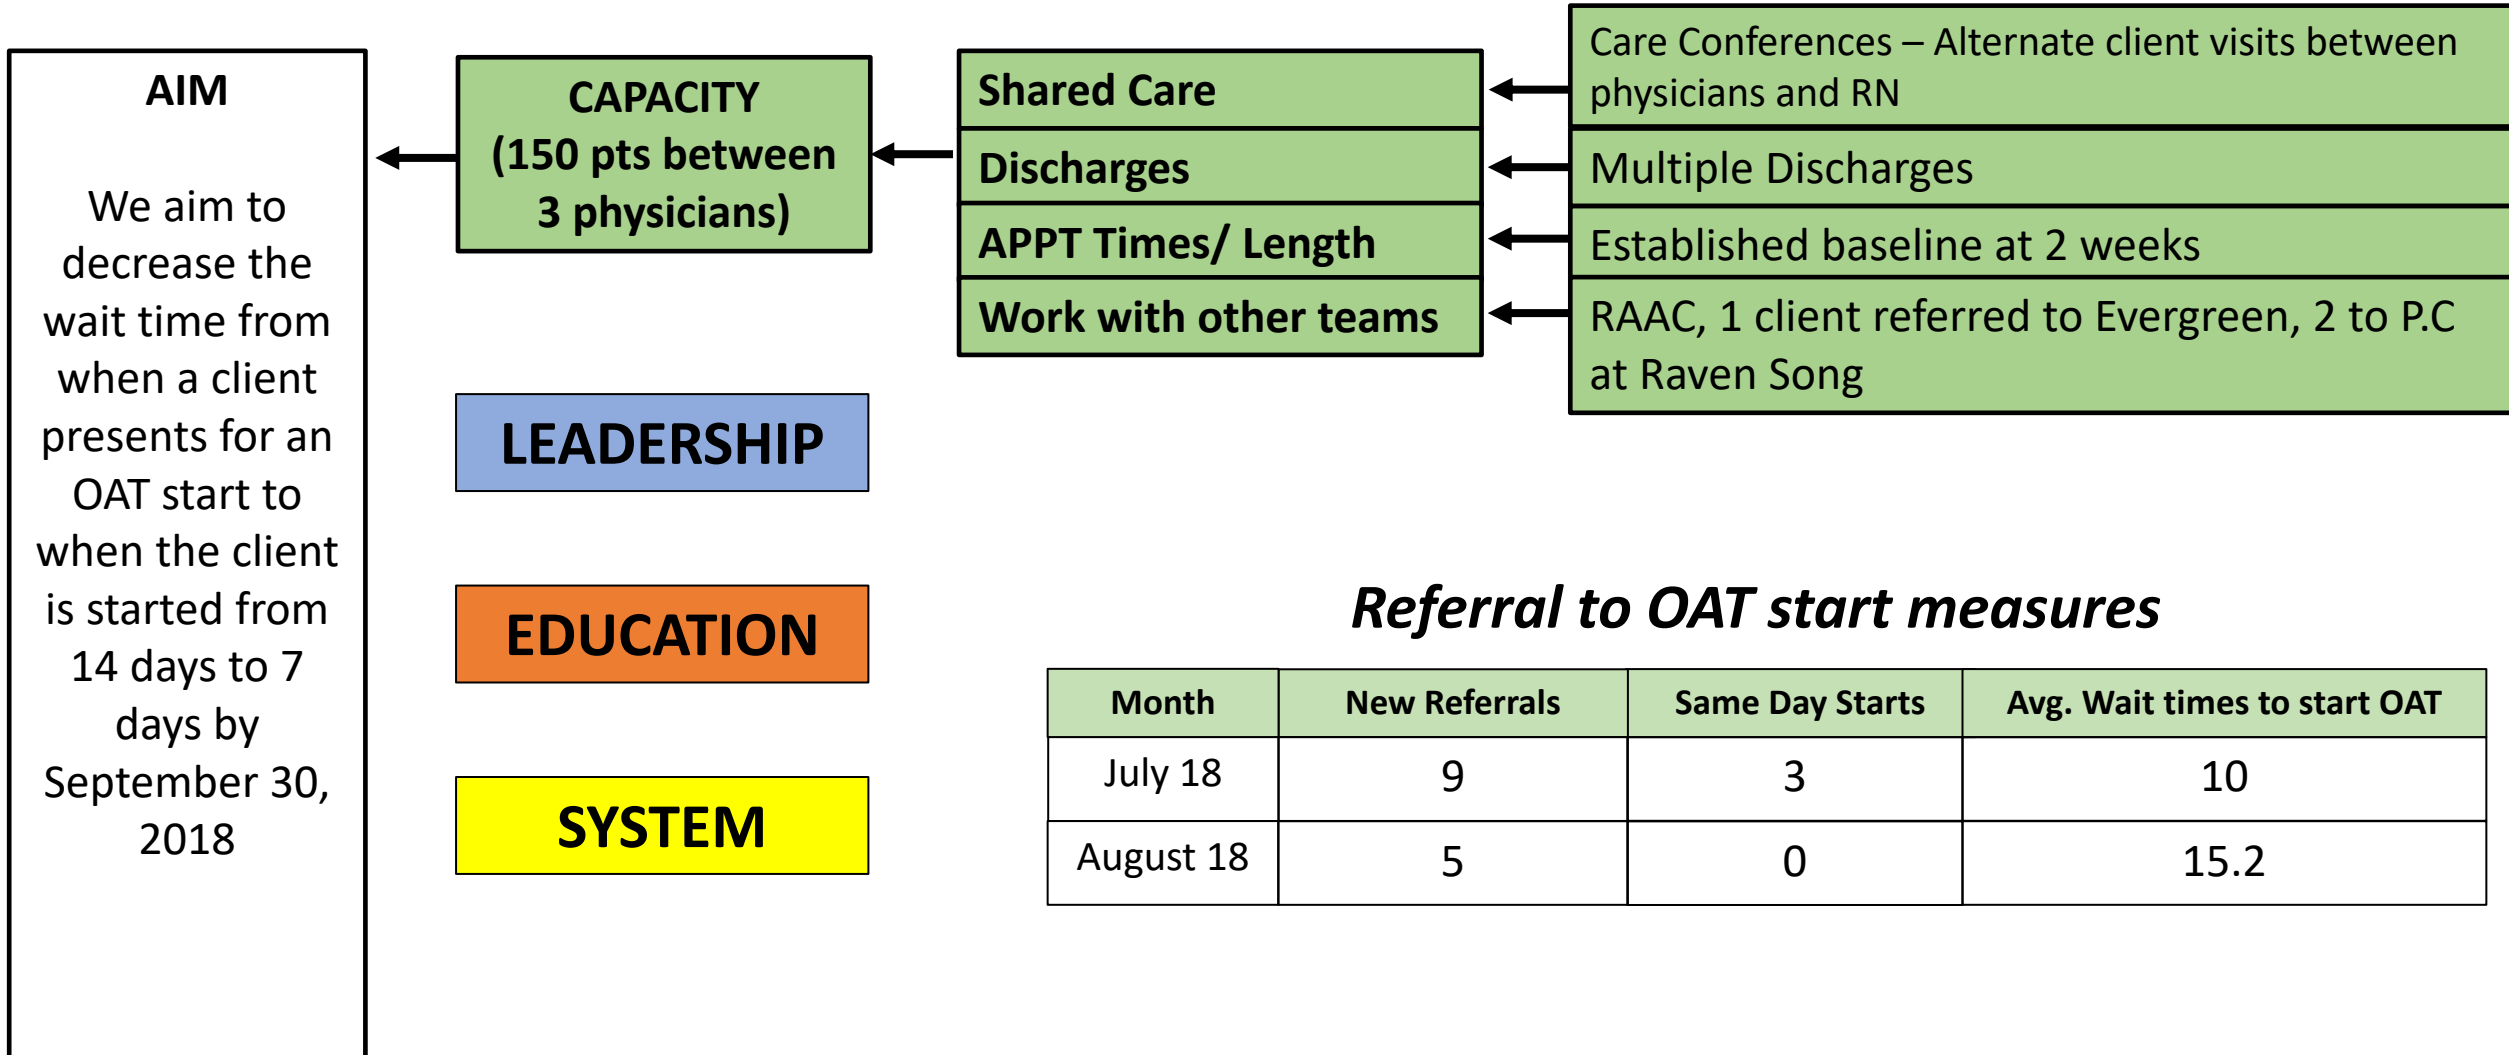 AIM
We aim to
decrease the
wait time from
when a client
presents for an
OAT start to
when the client
is started from
14 days to 7
days by
September 30,
2018
CAPACITY
(150 pts between
3 physicians)
LEADERSHIP
EDUCATION
SYSTEM
Shared Care
Discharges
APPT Times/ Length
Work with other teams
Care Conferences – Alternate client visits between
physicians and RN
Multiple Discharges
Established baseline at 2 weeks
RAAC, 1 client referred to Evergreen, 2 to P.C
at Raven Song
Referral to OAT start measures
Month New Referrals Same Day Starts Avg. Wait times to start OAT
July 18 9 3 10
August 18 5 0 15.2